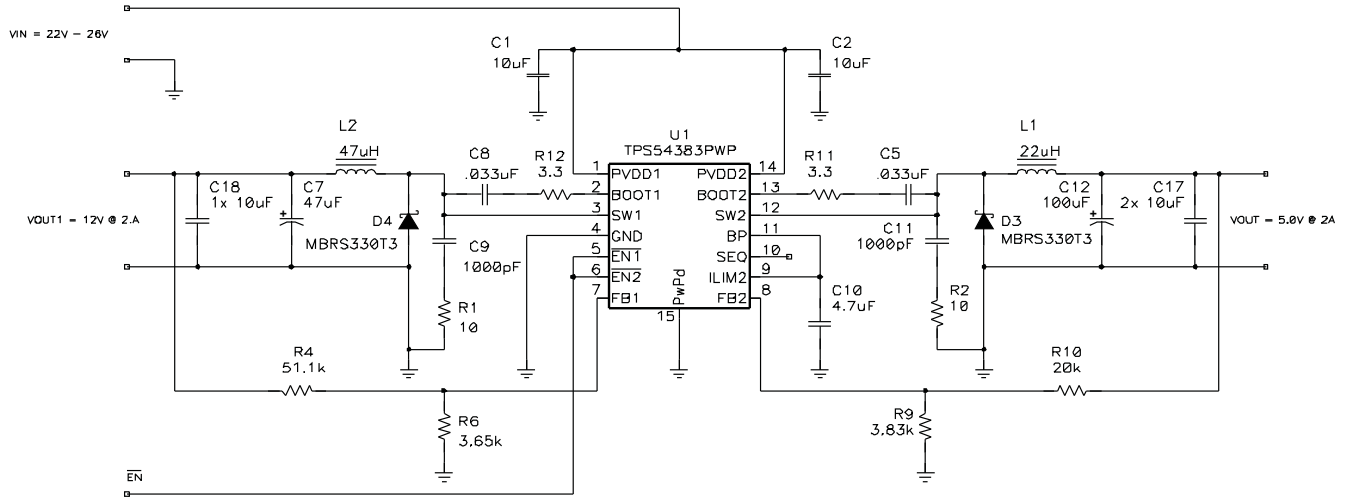 VIN = 22V - 26V
C1
10uF
C2
10uF
L2
47uH
U1
TPS54383PWP
L1
22uH
C8
.033uF
R12
3.3
1
PVDD1
PVDD2
14
R11
3.3
C5
.033uF
C18
1x 10uF
C7
47uF
2
BOOT1
BOOT2
13
C12
100uF
C17
2x 10uF
VOUT1 = 12V @ 2.A
D4
MBRS330T3
3
SW1
SW2
12
D3
MBRS330T3
VOUT = 5.0V @ 2A
C9
1000pF
4
GND
BP
11
C11
1000pF
5
EN1
SEQ
10
6
EN2
ILIM2
9
7
FB1
FB2
8
PwPd
15
C10
4.7uF
R1
10
R2
10
R4
51.1k
R10
20k
R6
3.65k
R9
3.83k
EN